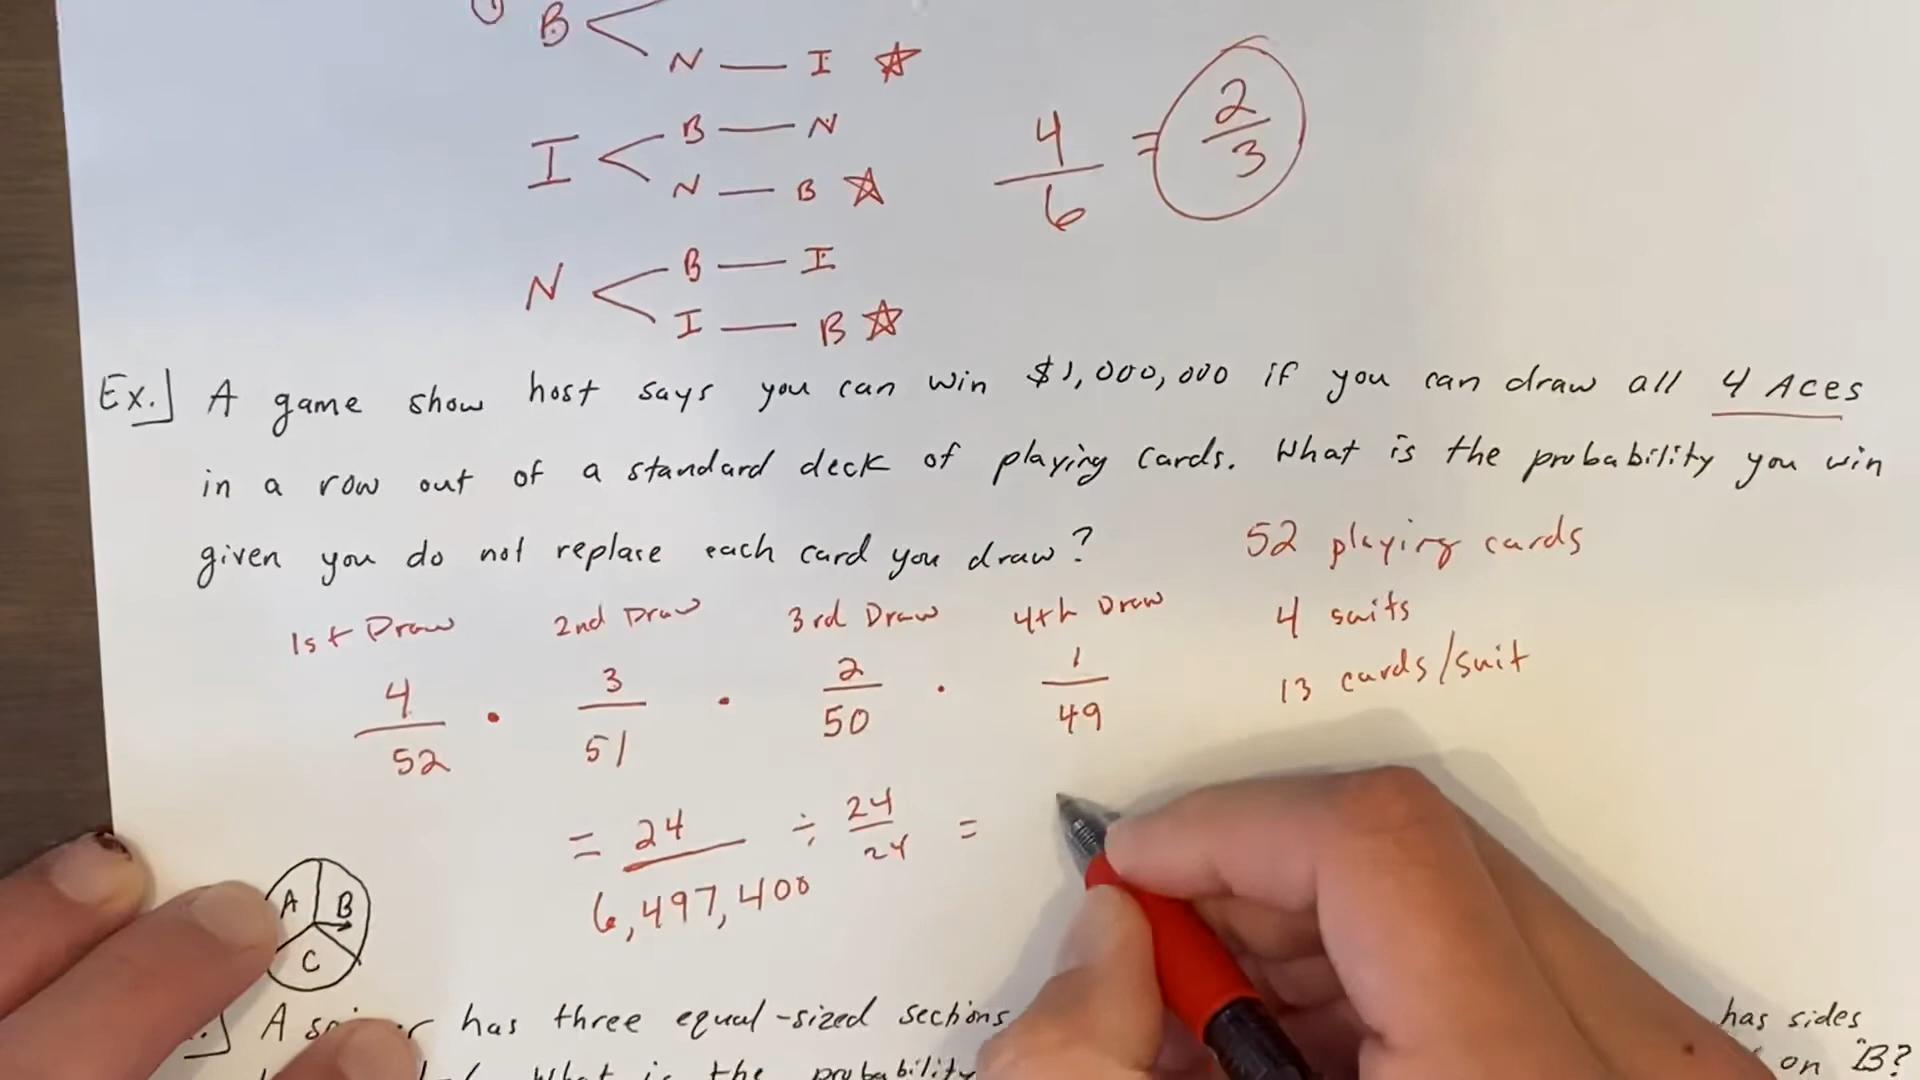 B
N — I
I B — N
N — B
N B — I
I — B
4/6 = 2/3
Ex.] A game show host says you can win $1,000,000 if you can draw all 4 Aces
in a row out of a standard deck of playing cards. What is the probability you win
given you do not replace each card you draw?
52 playing cards
4 suits
13 cards/suit
1st Draw 2nd Draw 3rd Draw 4th Draw
4/52 · 3/51 · 2/50 · 1/49
= 24/6,497,400 ÷ 24/24 =
A B
C
A has three equal-sized sections has sides
What is the probability on "B?